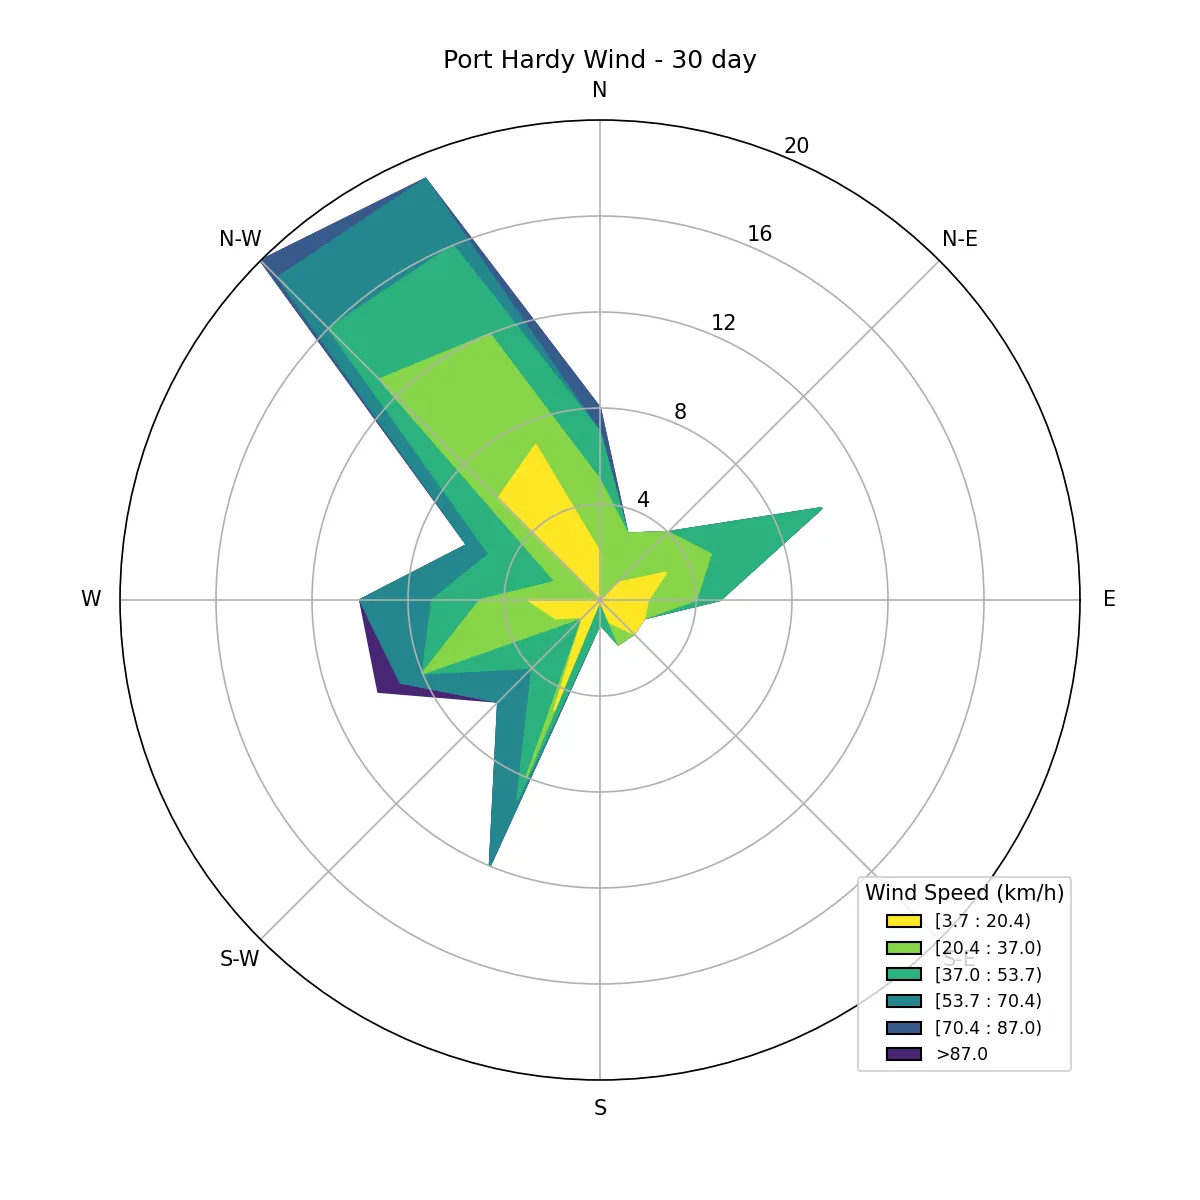 Port Hardy Wind - 30 day
N
20
N-W
N-E
16
12
8
4
W
E
S-W
S-E
S
Wind Speed (km/h)
[3.7 : 20.4)
[20.4 : 37.0)
[37.0 : 53.7)
[53.7 : 70.4)
[70.4 : 87.0)
>87.0